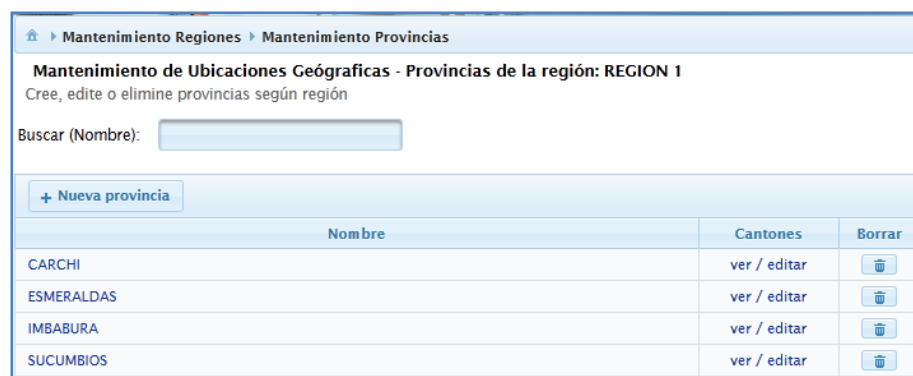 Mantenimiento Regiones Mantenimiento Provincias
Mantenimiento de Ubicaciones Geógraficas - Provincias de la región: REGION 1
Cree, edite o elimine provincias según región
Buscar (Nombre):
+ Nueva provincia
Nombre Cantones Borrar
CARCHI ver / editar
ESMERALDAS ver / editar
IMBABURA ver / editar
SUCUMBIOS ver / editar